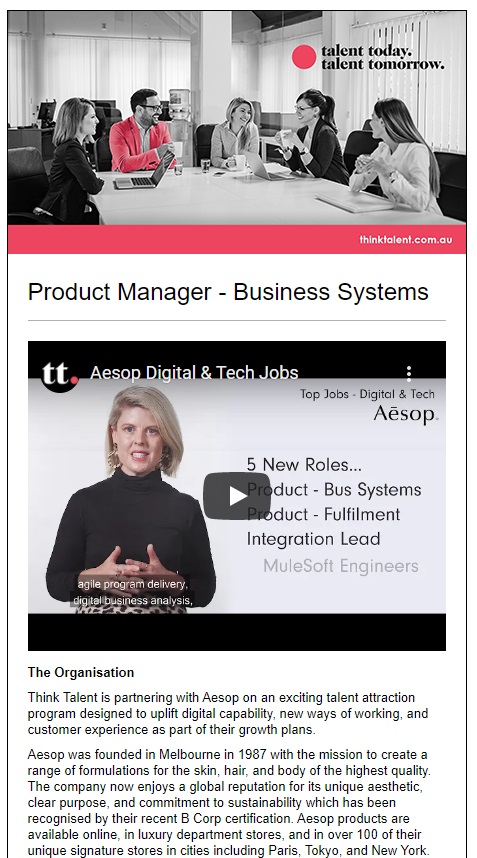 talent today.
talent tomorrow.
thinktalent.com.au
Product Manager - Business Systems
tt.
Aesop Digital & Tech Jobs
Top Jobs - Digital & Tech
Aēsop.
5 New Roles...
Product - Bus Systems
Product - Fulfilment
Integration Lead
MuleSoft Engineers
agile program delivery,
digital business analysis,
The Organisation
Think Talent is partnering with Aesop on an exciting talent attraction
program designed to uplift digital capability, new ways of working, and
customer experience as part of their growth plans.
Aesop was founded in Melbourne in 1987 with the mission to create a
range of formulations for the skin, hair, and body of the highest quality.
The company now enjoys a global reputation for its unique aesthetic,
clear purpose, and commitment to sustainability which has been
recognised by their recent B Corp certification. Aesop products are
available online, in luxury department stores, and in over 100 of their
unique signature stores in cities including Paris, Tokyo, and New York.